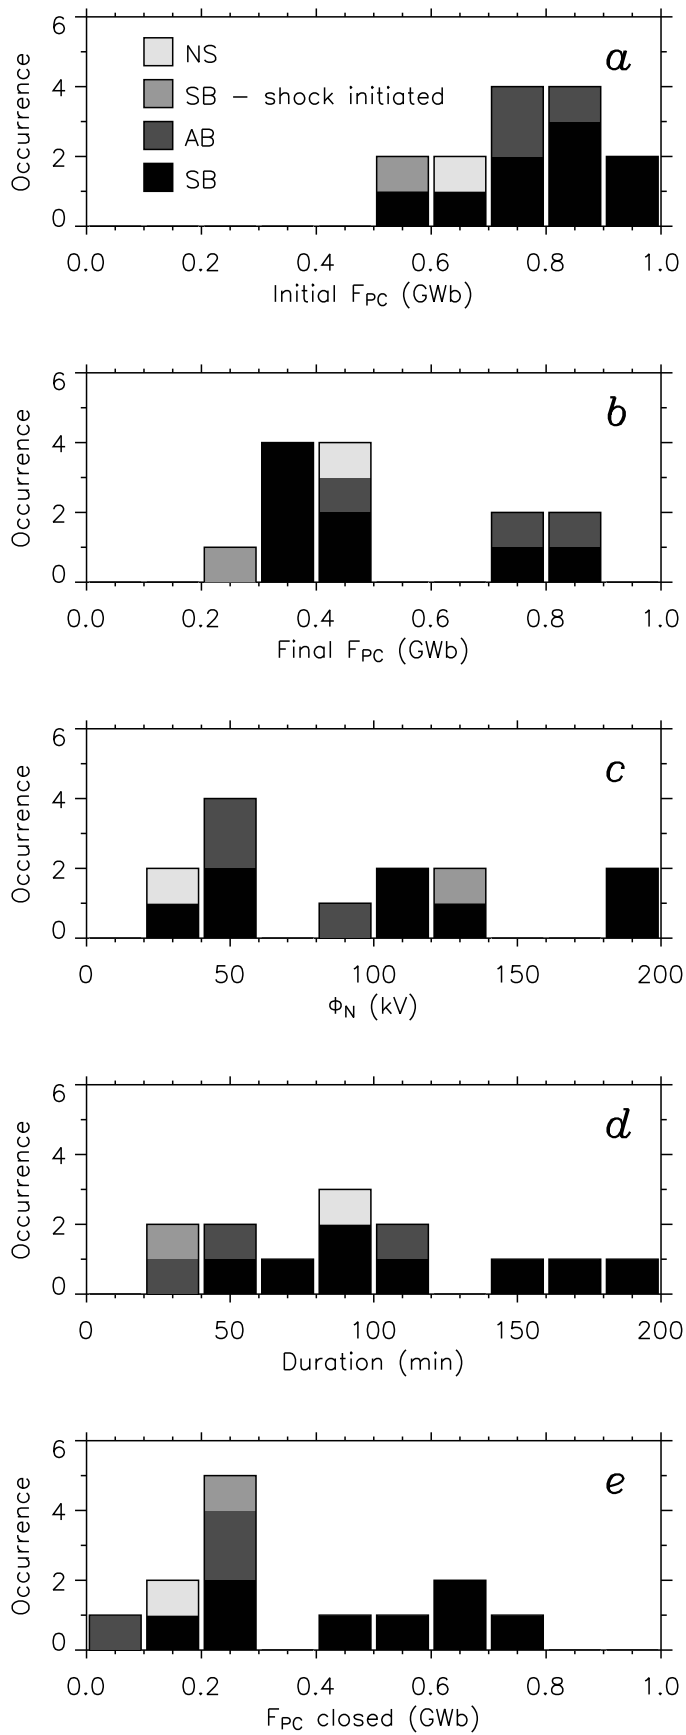 6
a
NS
4
SB – shock initiated
AB
2
SB
0
Occurrence
0.0 0.2 0.4 0.6 0.8 1.0
Initial F_PC (GWb)
6
b
4
2
0
Occurrence
0.0 0.2 0.4 0.6 0.8 1.0
Final F_PC (GWb)
6
c
4
2
0
Occurrence
0 50 100 150 200
Φ_N (kV)
6
d
4
2
0
Occurrence
0 50 100 150 200
Duration (min)
6
e
4
2
0
Occurrence
0.0 0.2 0.4 0.6 0.8 1.0
F_PC closed (GWb)